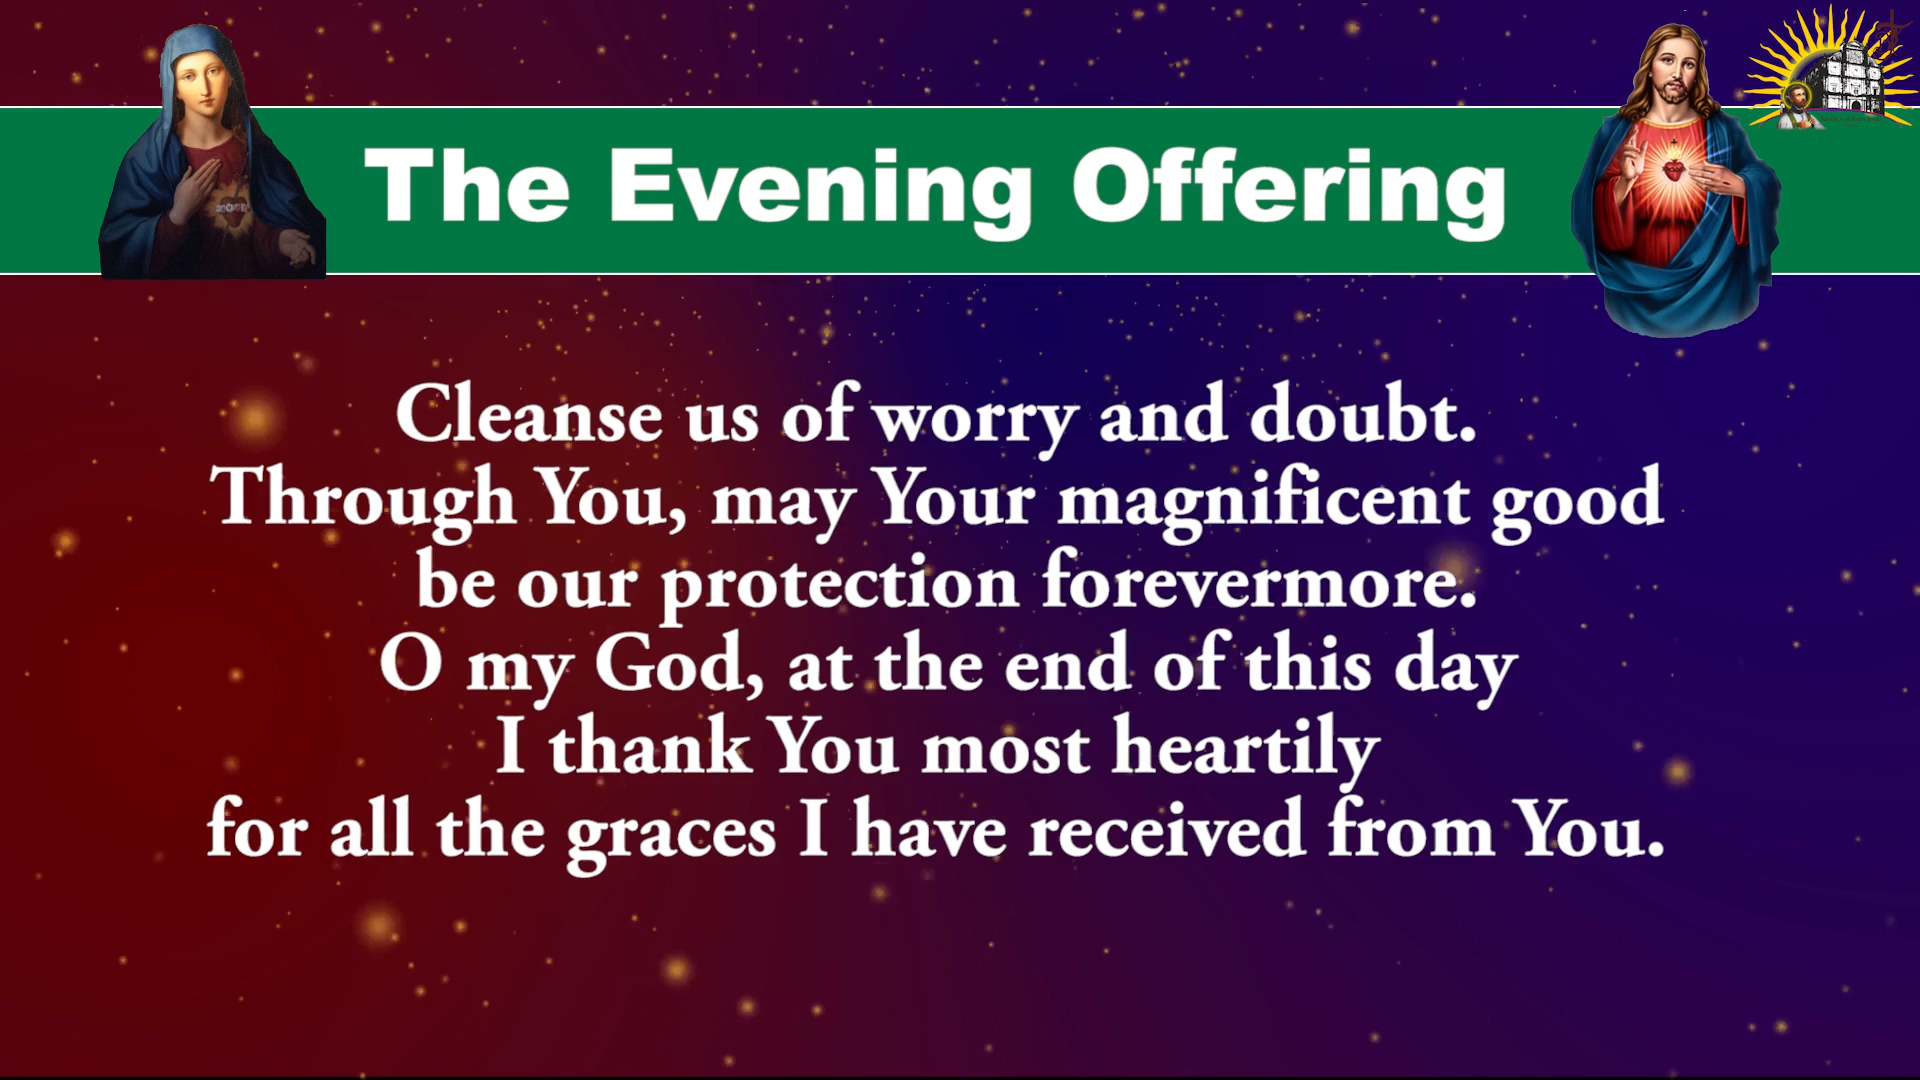 The Evening Offering
Cleanse us of worry and doubt.
Through You, may Your magnificent good
be our protection forevermore.
O my God, at the end of this day
I thank You most heartily
for all the graces I have received from You.